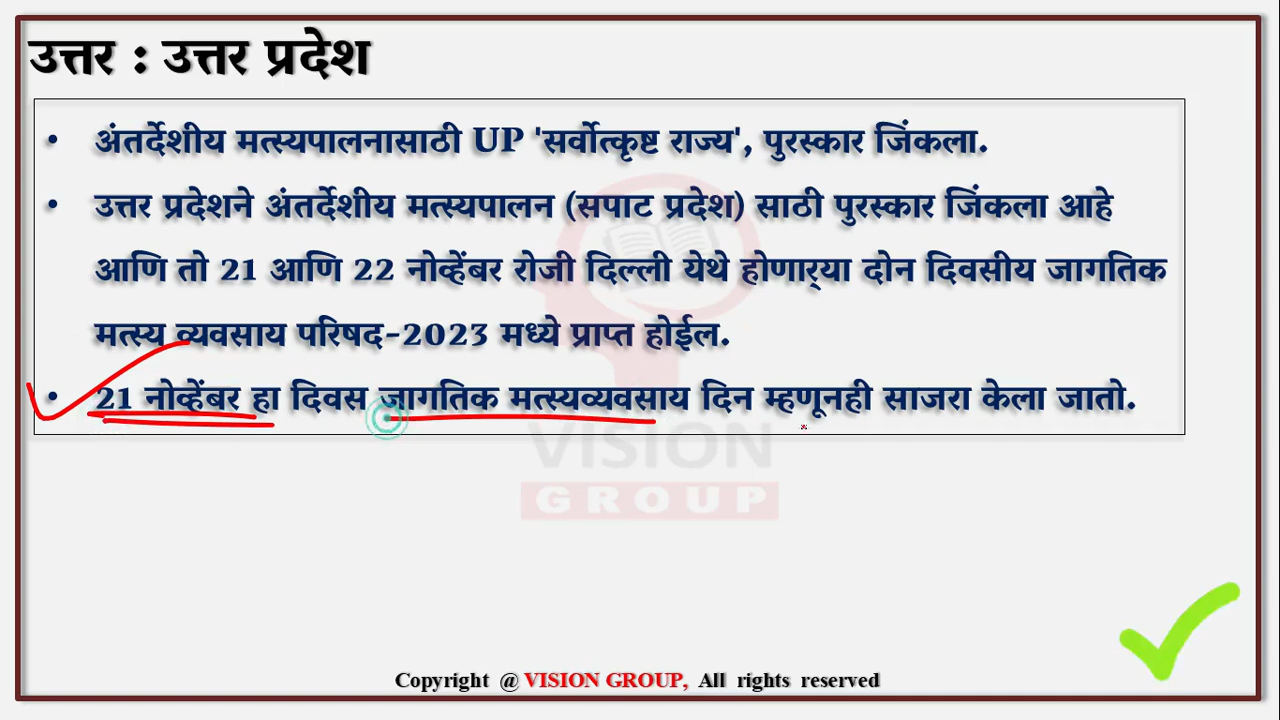 उत्तर : उत्तर प्रदेश
• अंतर्देशीय मत्स्यपालनासाठी UP 'सर्वोत्कृष्ट राज्य', पुरस्कार जिंकला.
• उत्तर प्रदेशने अंतर्देशीय मत्स्यपालन (सपाट प्रदेश) साठी पुरस्कार जिंकला आहे
आणि तो 21 आणि 22 नोव्हेंबर रोजी दिल्ली येथे होणाऱ्या दोन दिवसीय जागतिक
मत्स्य व्यवसाय परिषद-2023 मध्ये प्राप्त होईल.
• 21 नोव्हेंबर हा दिवस जागतिक मत्स्यव्यवसाय दिन म्हणूनही साजरा केला जातो.
VISION
GROUP
Copyright @ VISION GROUP, All rights reserved